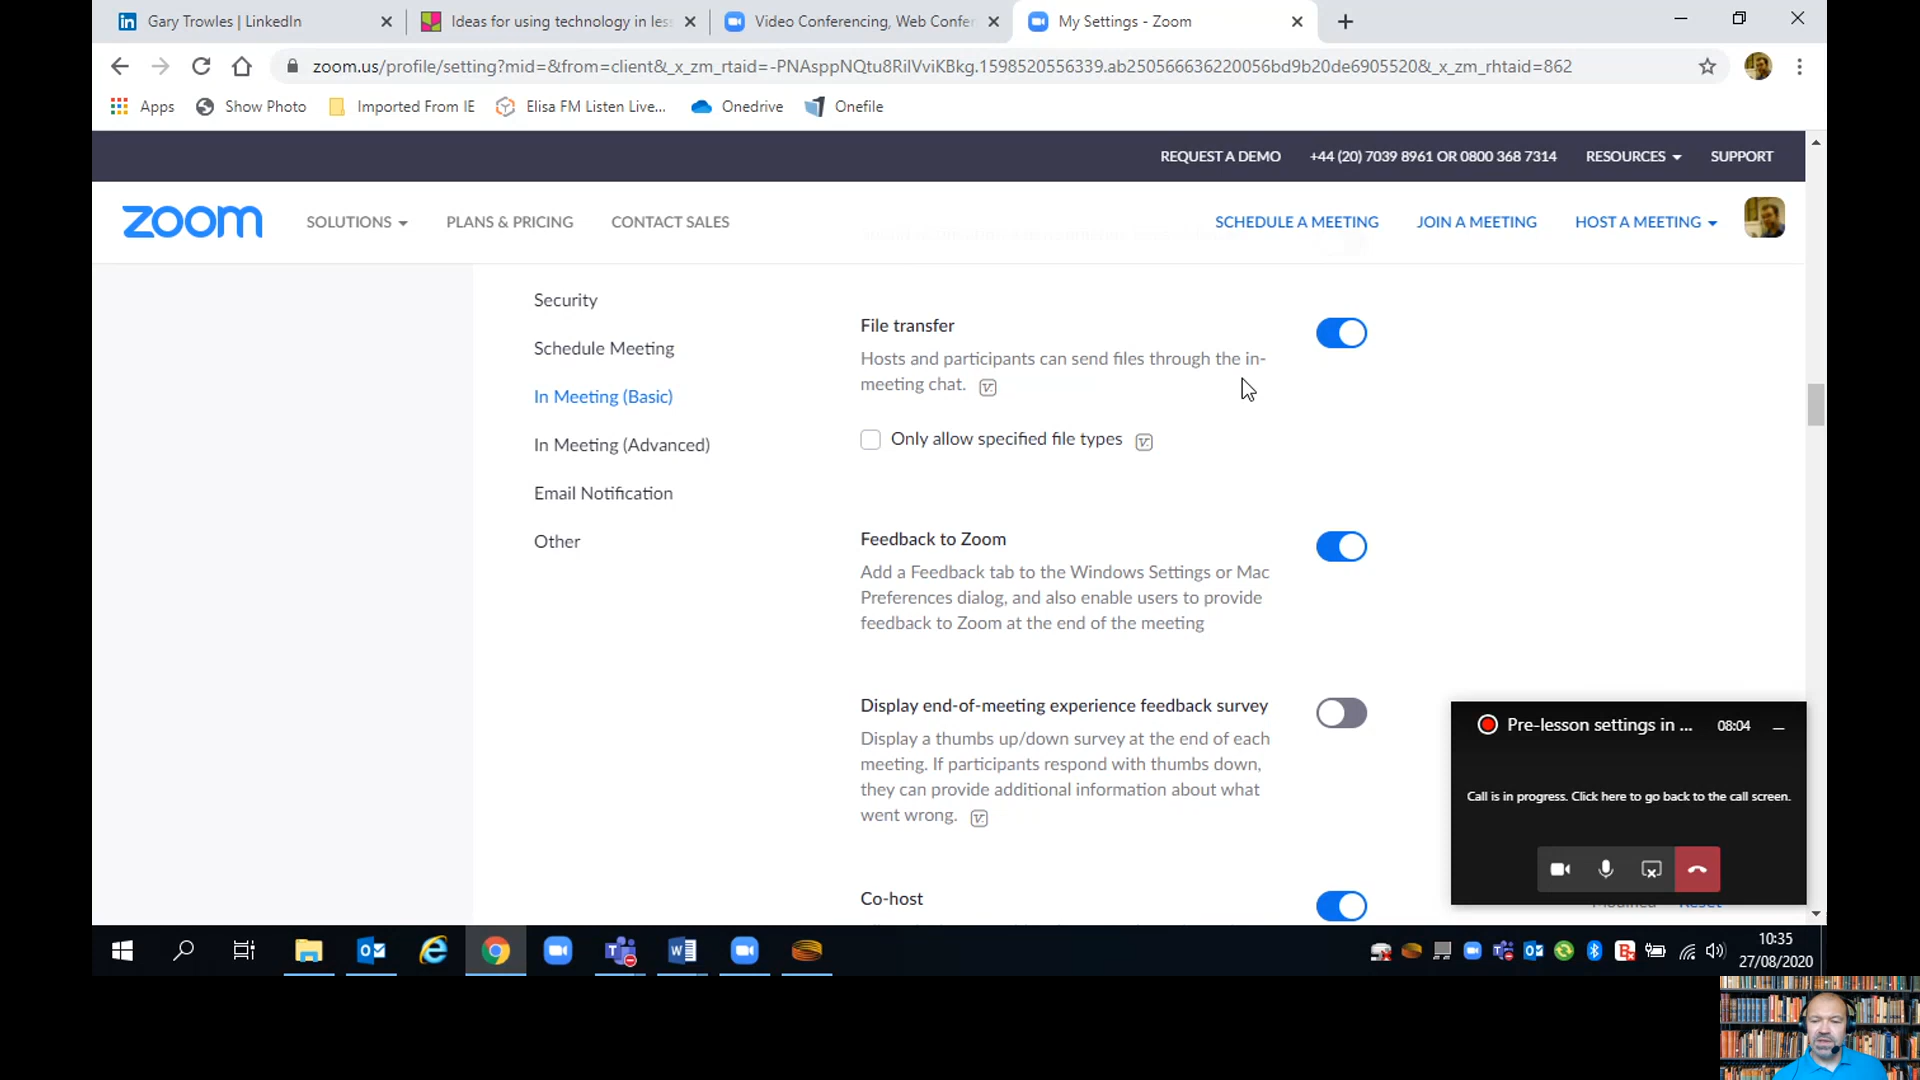 Gary Trowles | LinkedIn
Ideas for using technology in les
Video Conferencing, Web Confer
My Settings - Zoom
zoom.us/profile/setting?mid=&from=client&_x_zm_rtaid=-PNAsppNQtu8RilVviKBkg.1598520556339.ab250566636220056bd9b20de6905520&_x_zm_rhtaid=862
Apps
Show Photo
Imported From IE
Elisa FM Listen Live...
Onedrive
Onefile
REQUEST A DEMO
+44 (20) 7039 8961 OR 0800 368 7314
RESOURCES
SUPPORT
zoom
SOLUTIONS
PLANS & PRICING
CONTACT SALES
SCHEDULE A MEETING
JOIN A MEETING
HOST A MEETING
Security
Schedule Meeting
In Meeting (Basic)
In Meeting (Advanced)
Email Notification
Other
File transfer
Hosts and participants can send files through the in-
meeting chat.
Only allow specified file types
Feedback to Zoom
Add a Feedback tab to the Windows Settings or Mac
Preferences dialog, and also enable users to provide
feedback to Zoom at the end of the meeting
Display end-of-meeting experience feedback survey
Display a thumbs up/down survey at the end of each
meeting. If participants respond with thumbs down,
they can provide additional information about what
went wrong.
Co-host
Modified Reset
Pre-lesson settings in ...
08:04
Call is in progress. Click here to go back to the call screen.
10:35
27/08/2020